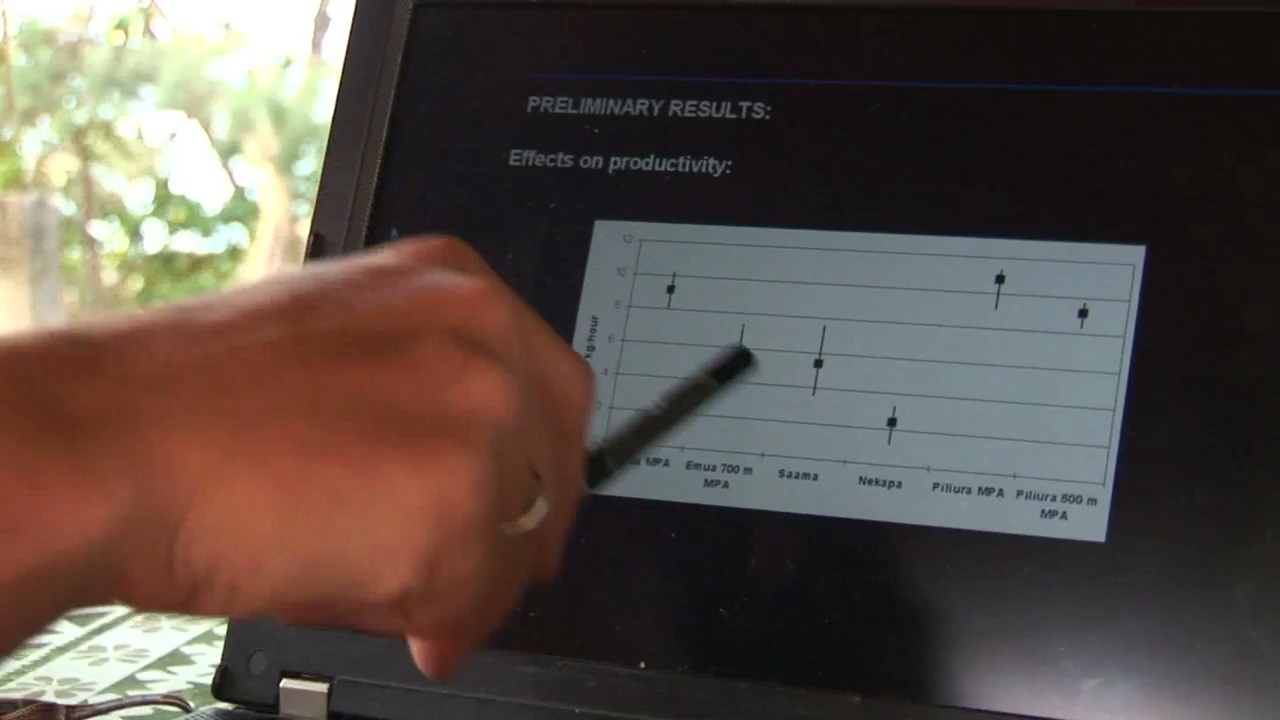 PRELIMINARY RESULTS:
Effects on productivity:
12
10
8
6
4
2
kg/hour
MPA
Emua 700 m
MPA
Saama
Nekapa
Piliura MPA
Piliura 500 m
MPA